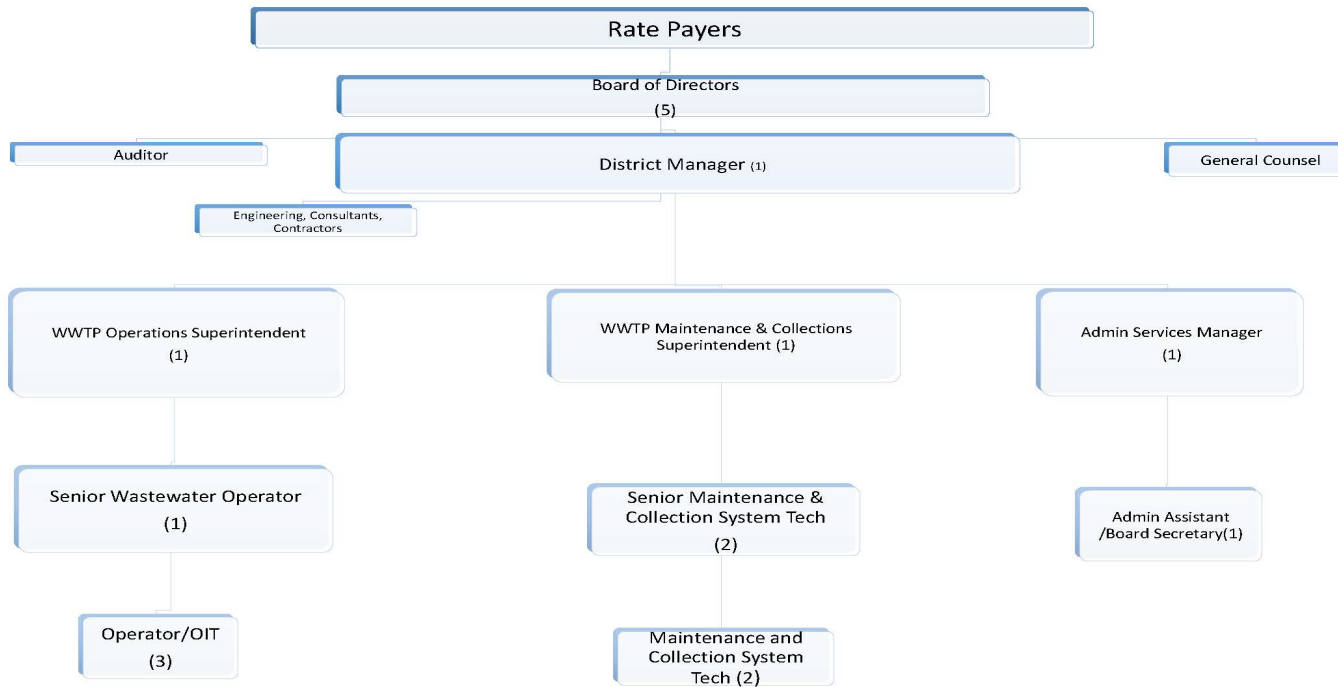 Rate Payers
Board of Directors
(5)
Auditor
District Manager (1)
General Counsel
Engineering, Consultants,
Contractors
WWTP Operations Superintendent
(1)
WWTP Maintenance & Collections
Superintendent (1)
Admin Services Manager
(1)
Senior Wastewater Operator
(1)
Senior Maintenance &
Collection System Tech
(2)
Admin Assistant
/Board Secretary(1)
Operator/OIT
(3)
Maintenance and
Collection System
Tech (2)